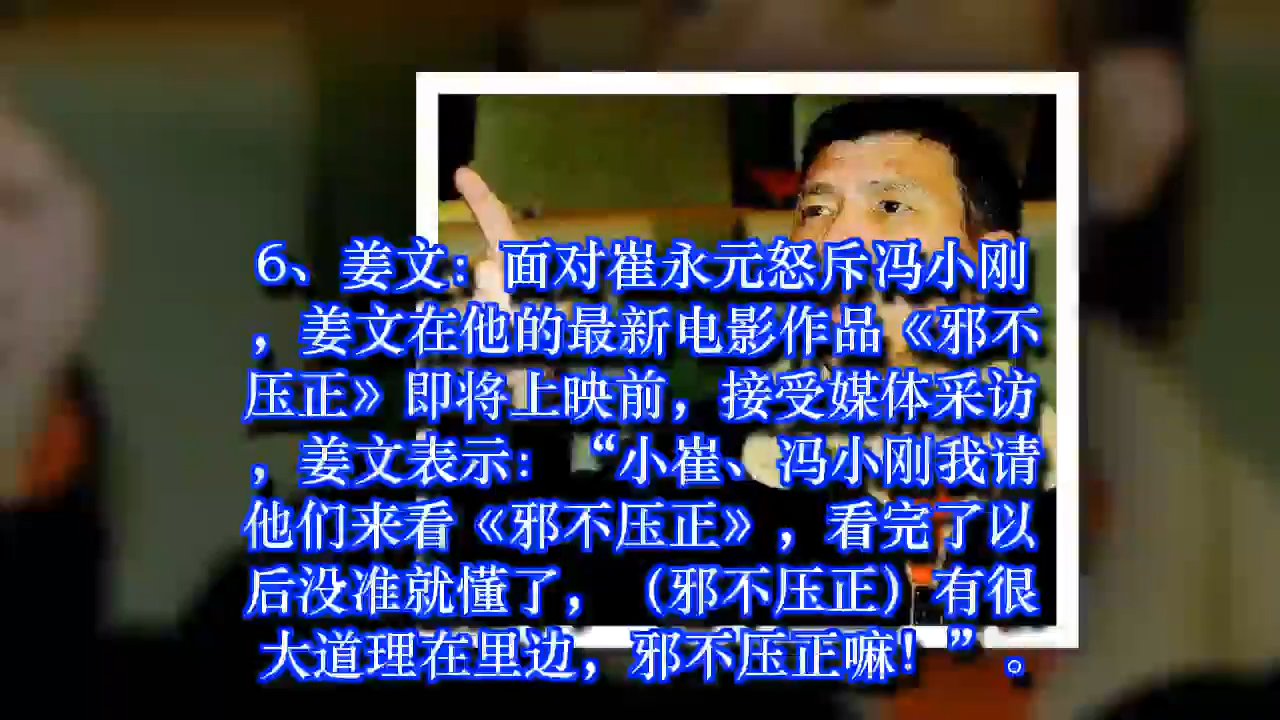 6、姜文：面对崔永元怒斥冯小刚
，姜文在他的最新电影作品《邪不
压正》即将上映前，接受媒体采访
，姜文表示：“小崔、冯小刚我请
他们来看《邪不压正》，看完了以
后没准就懂了，（邪不压正）有很
大道理在里边，邪不压正嘛！”。